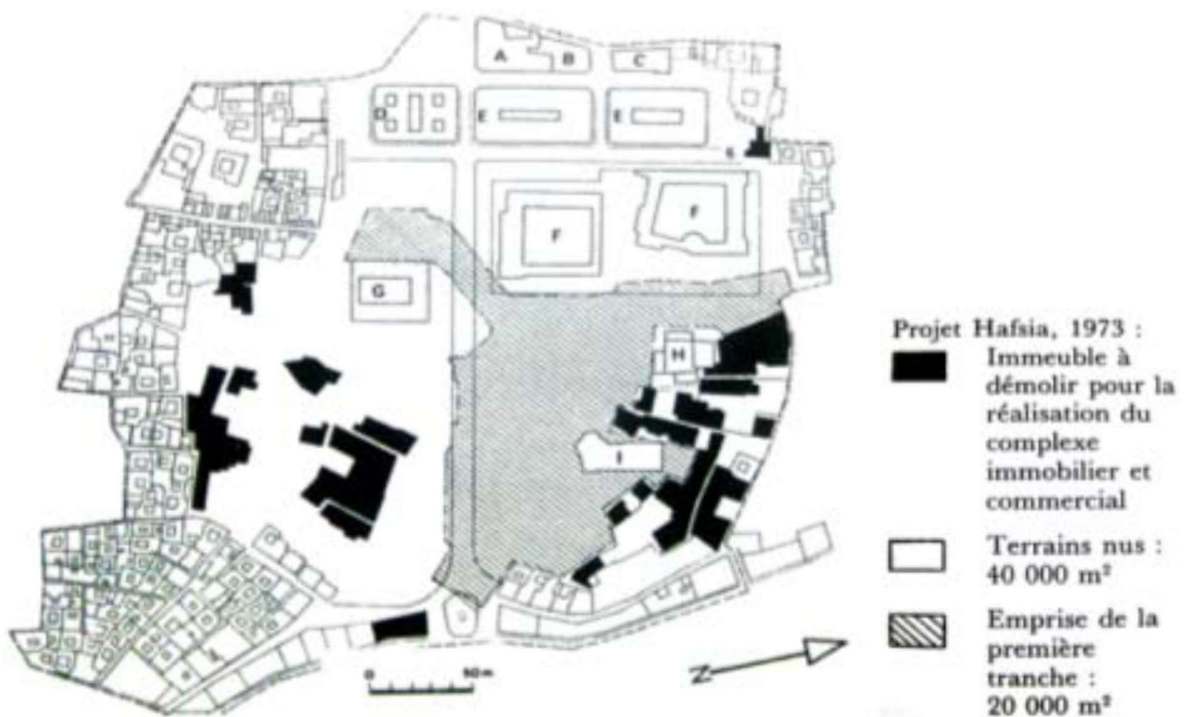 A
B
C
D
E
E
6
F
F
G
H
I
Projet Hafsia, 1973 :
Immeuble à
démolir pour la
réalisation du
complexe
immobilier et
commercial
Terrains nus :
40 000 m²
Emprise de la
première
tranche :
20 000 m²
0 50 m
N